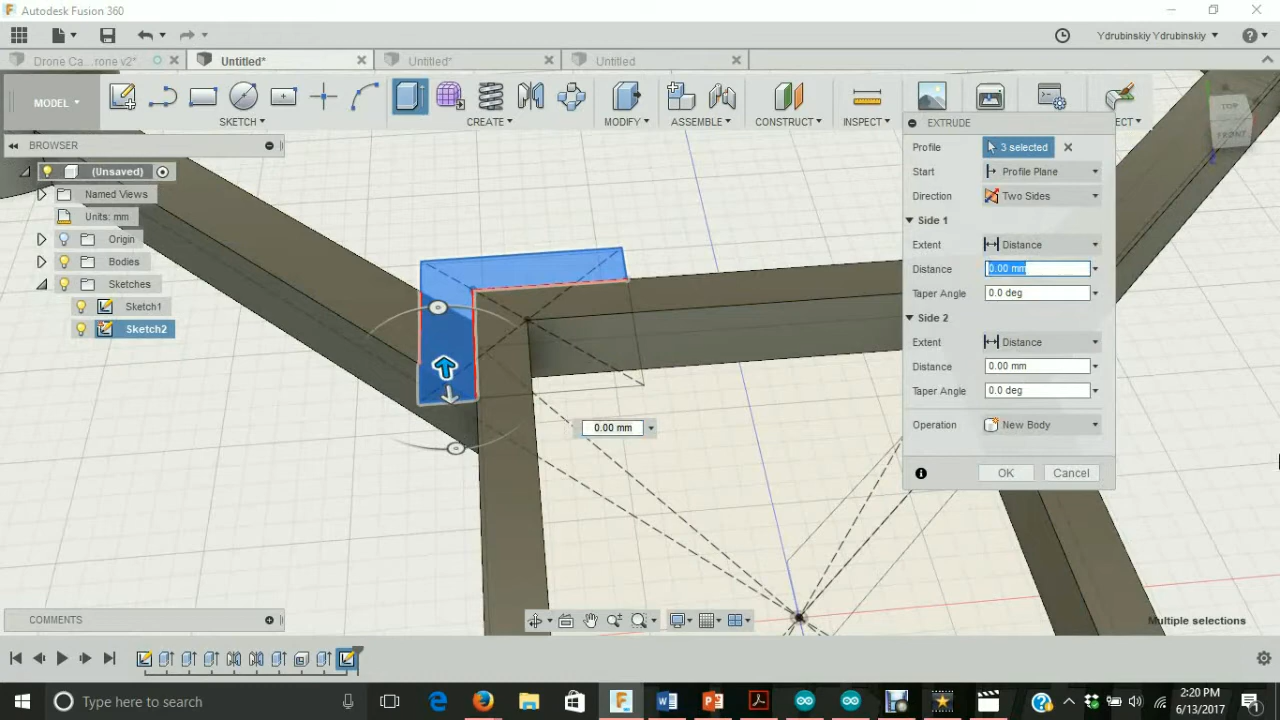 Autodesk Fusion 360
Ydrubinskiy Ydrubinskiy
Drone Ca...rone v2*
Untitled*
Untitled*
Untitled
MODEL
SKETCH
CREATE
MODIFY
ASSEMBLE
CONSTRUCT
INSPECT
ECT
BROWSER
(Unsaved)
Named Views
Units: mm
Origin
Bodies
Sketches
Sketch1
Sketch2
TOP
FRONT
EXTRUDE
Profile 3 selected
Start Profile Plane
Direction Two Sides
Side 1
Extent Distance
Distance 0.00 mm
Taper Angle 0.0 deg
Side 2
Extent Distance
Distance 0.00 mm
Taper Angle 0.0 deg
Operation New Body
OK Cancel
0.00 mm
COMMENTS
Multiple selections
Type here to search
2:20 PM
6/13/2017
1